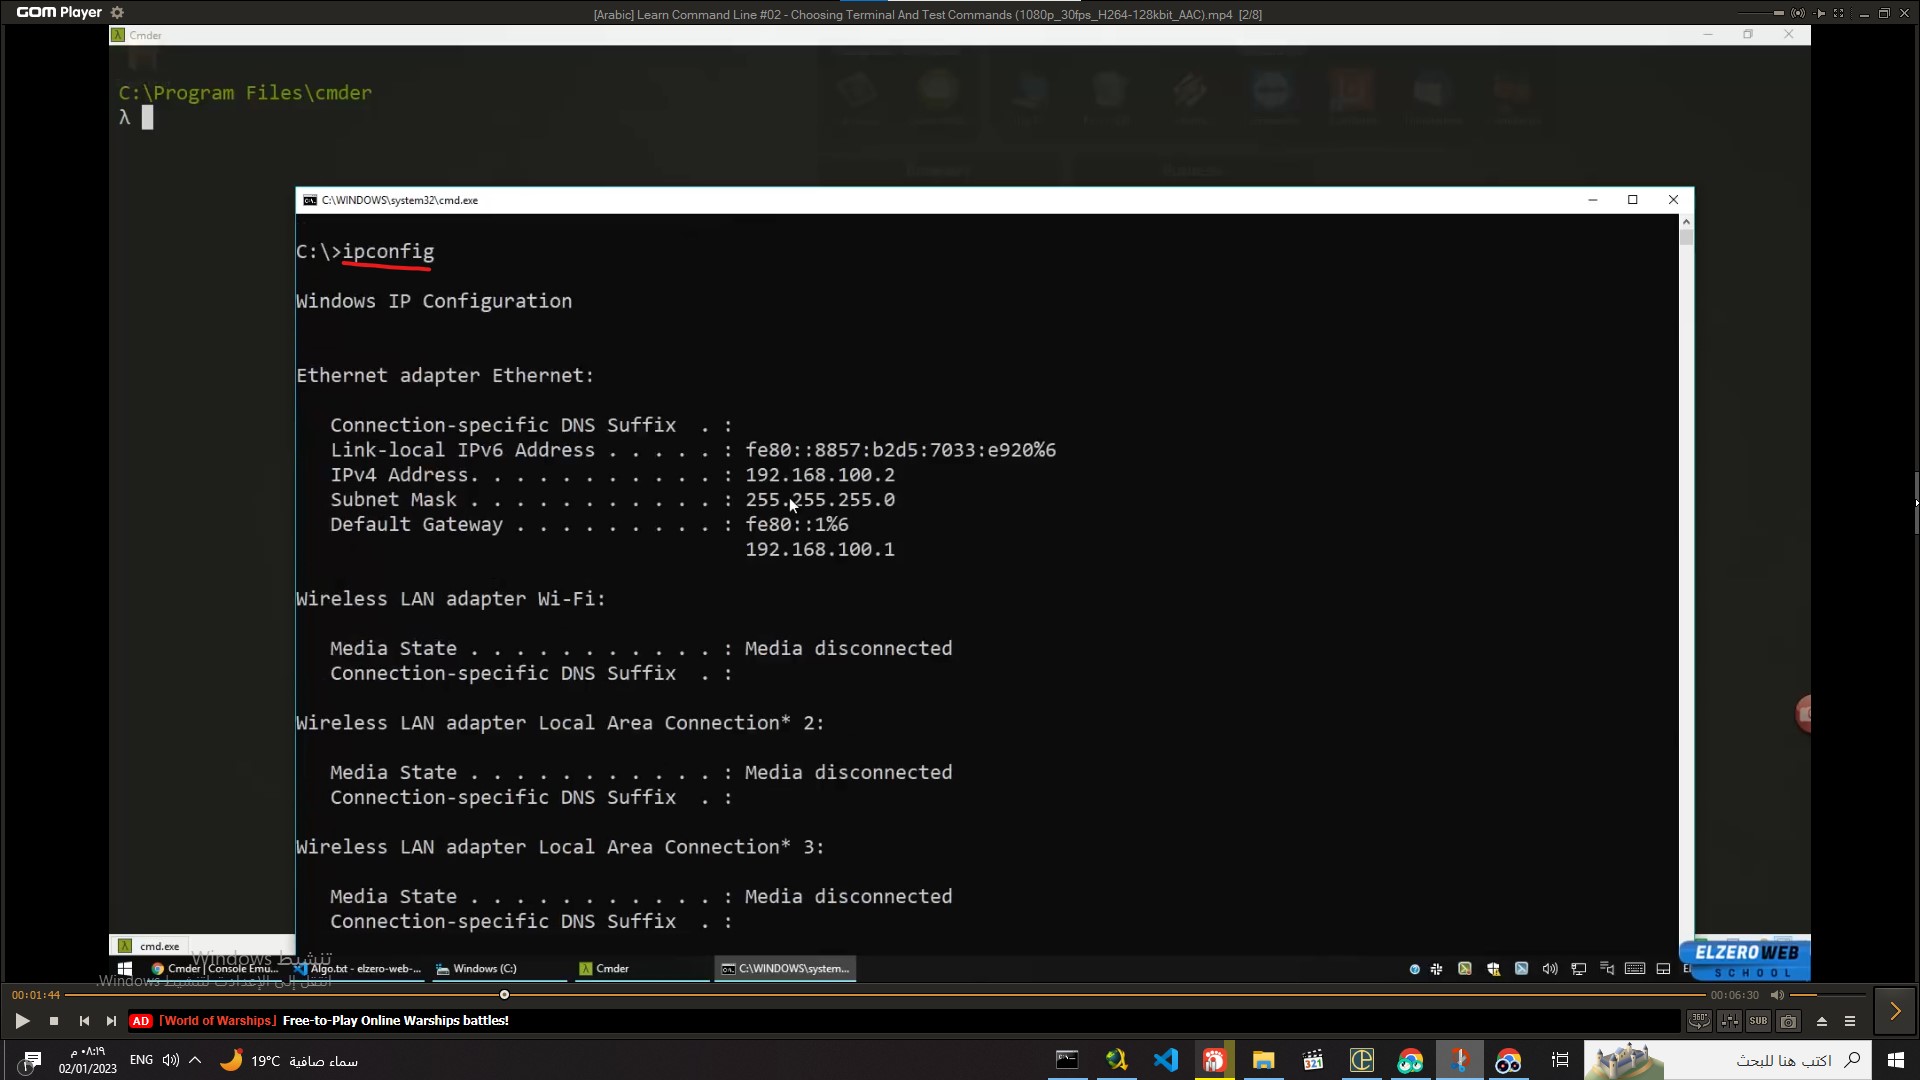 GOM Player
[Arabic] Learn Command Line #02 - Choosing Terminal And Test Commands (1080p_30fps_H264-128kbit_AAC).mp4 [2/8]
Cmder
C:\Program Files\cmder
λ
C:\WINDOWS\system32\cmd.exe
C:\>ipconfig
Windows IP Configuration
Ethernet adapter Ethernet:
Connection-specific DNS Suffix . :
Link-local IPv6 Address . . . . . : fe80::8857:b2d5:7033:e920%6
IPv4 Address. . . . . . . . . . . : 192.168.100.2
Subnet Mask . . . . . . . . . . . : 255.255.255.0
Default Gateway . . . . . . . . . : fe80::1%6
192.168.100.1
Wireless LAN adapter Wi-Fi:
Media State . . . . . . . . . . . : Media disconnected
Connection-specific DNS Suffix . :
Wireless LAN adapter Local Area Connection* 2:
Media State . . . . . . . . . . . : Media disconnected
Connection-specific DNS Suffix . :
Wireless LAN adapter Local Area Connection* 3:
Media State . . . . . . . . . . . : Media disconnected
Connection-specific DNS Suffix . :
cmd.exe
ELZERO WEB
SCHOOL
تنشيط Windows
انتقل إلى الإعدادات لتنشيط Windows.
Cmder | Console Emu...
Algo.txt - elzero-web-...
Windows (C:)
Cmder
C:\WINDOWS\system...
00:01:44
00:06:30
AD [World of Warships] Free-to-Play Online Warships battles!
360°
SUB
٠٨:١٩ م
02/01/2023
ENG
19°C سماء صافية
321
اكتب هنا للبحث